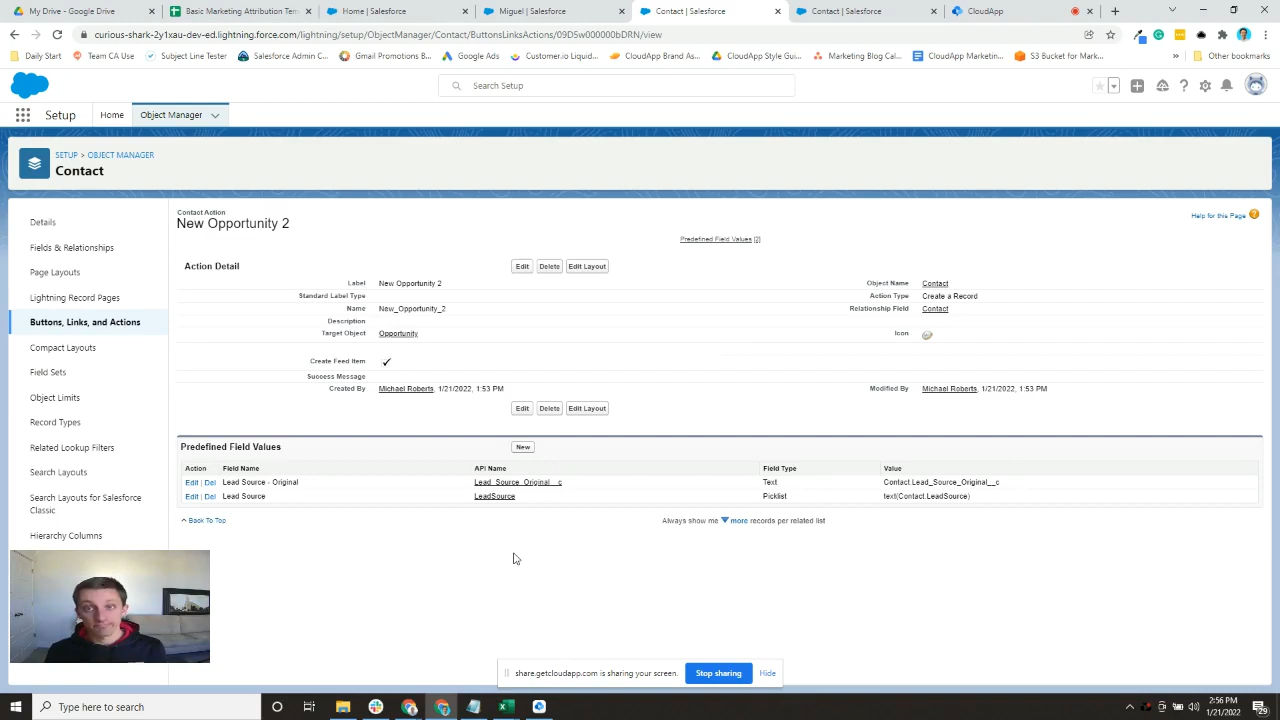 My Drive - Google Drive
Basic Marketing Attribution Tem
Home | Salesforce
Miguel | Salesforce
Contact | Salesforce
Contact | Salesforce
CloudApp
curious-shark-2y1xau-dev-ed.lightning.force.com/lightning/setup/ObjectManager/Contact/ButtonsLinksActions/09D5w000000bDRN/view
Daily Start
Team CA Use
Subject Line Tester
Salesforce Admin C...
Gmail Promotions B...
Google Ads
Customer.io Liquid...
CloudApp Brand As...
CloudApp Style Gui...
Marketing Blog Cal...
CloudApp Marketin...
S3 Bucket for Mark...
»
Other bookmarks
Search Setup
Setup
Home
Object Manager
SETUP > OBJECT MANAGER
Contact
Details
Fields & Relationships
Page Layouts
Lightning Record Pages
Buttons, Links, and Actions
Compact Layouts
Field Sets
Object Limits
Record Types
Related Lookup Filters
Search Layouts
Search Layouts for Salesforce
Classic
Hierarchy Columns
Contact Action
New Opportunity 2
Help for this Page
Predefined Field Values [2]
Action Detail
Edit
Delete
Edit Layout
Label New Opportunity 2
Object Name Contact
Standard Label Type
Action Type Create a Record
Name New_Opportunity_2
Relationship Field Contact
Description
Target Object Opportunity
Icon
Create Feed Item
Success Message
Created By Michael Roberts, 1/21/2022, 1:53 PM
Modified By Michael Roberts, 1/21/2022, 1:53 PM
Edit
Delete
Edit Layout
Predefined Field Values
New
Action Field Name API Name Field Type Value
Edit | Del Lead Source - Original Lead_Source_Original__c Text Contact.Lead_Source_Original__c
Edit | Del Lead Source LeadSource Picklist text(Contact.LeadSource)
^ Back To Top
Always show me more records per related list
share.getcloudapp.com is sharing your screen.
Stop sharing
Hide
Type here to search
2:56 PM
1/21/2022
29